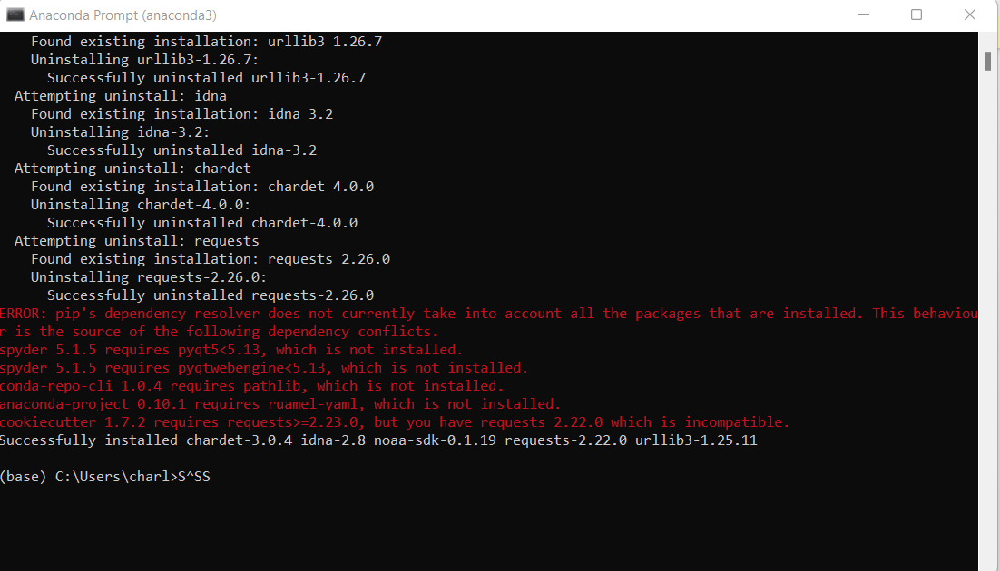 Anaconda Prompt (anaconda3)
Found existing installation: urllib3 1.26.7
Uninstalling urllib3-1.26.7:
Successfully uninstalled urllib3-1.26.7
Attempting uninstall: idna
Found existing installation: idna 3.2
Uninstalling idna-3.2:
Successfully uninstalled idna-3.2
Attempting uninstall: chardet
Found existing installation: chardet 4.0.0
Uninstalling chardet-4.0.0:
Successfully uninstalled chardet-4.0.0
Attempting uninstall: requests
Found existing installation: requests 2.26.0
Uninstalling requests-2.26.0:
Successfully uninstalled requests-2.26.0
ERROR: pip's dependency resolver does not currently take into account all the packages that are installed. This behaviou
r is the source of the following dependency conflicts.
spyder 5.1.5 requires pyqt5<5.13, which is not installed.
spyder 5.1.5 requires pyqtwebengine<5.13, which is not installed.
conda-repo-cli 1.0.4 requires pathlib, which is not installed.
anaconda-project 0.10.1 requires ruamel-yaml, which is not installed.
cookiecutter 1.7.2 requires requests>=2.23.0, but you have requests 2.22.0 which is incompatible.
Successfully installed chardet-3.0.4 idna-2.8 noaa-sdk-0.1.19 requests-2.22.0 urllib3-1.25.11
(base) C:\Users\charl>S^SS